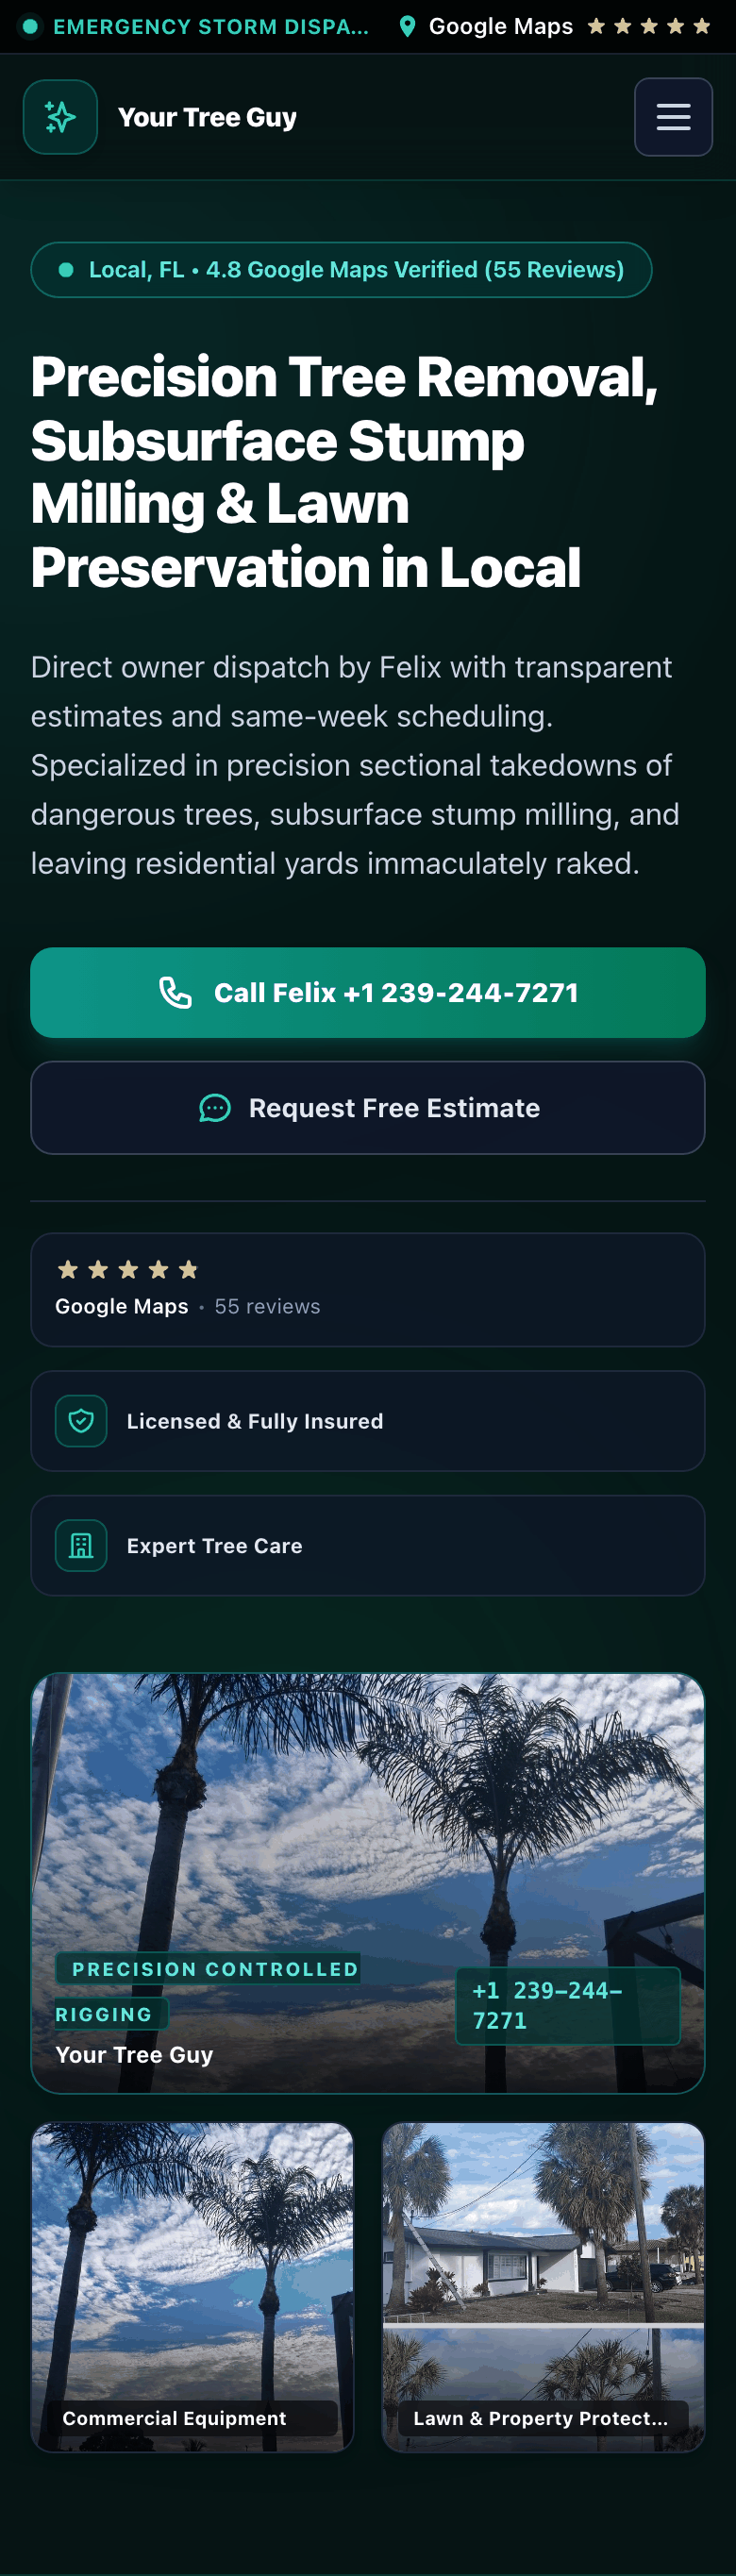 EMERGENCY STORM DISPA... Google Maps
Your Tree Guy
Local, FL • 4.8 Google Maps Verified (55 Reviews)
Precision Tree Removal,
Subsurface Stump
Milling & Lawn
Preservation in Local
Direct owner dispatch by Felix with transparent
estimates and same-week scheduling.
Specialized in precision sectional takedowns of
dangerous trees, subsurface stump milling, and
leaving residential yards immaculately raked.
Call Felix +1 239-244-7271
Request Free Estimate
Google Maps • 55 reviews
Licensed & Fully Insured
Expert Tree Care
PRECISION CONTROLLED
RIGGING
Your Tree Guy
+1 239-244-
7271
Commercial Equipment
Lawn & Property Protect...